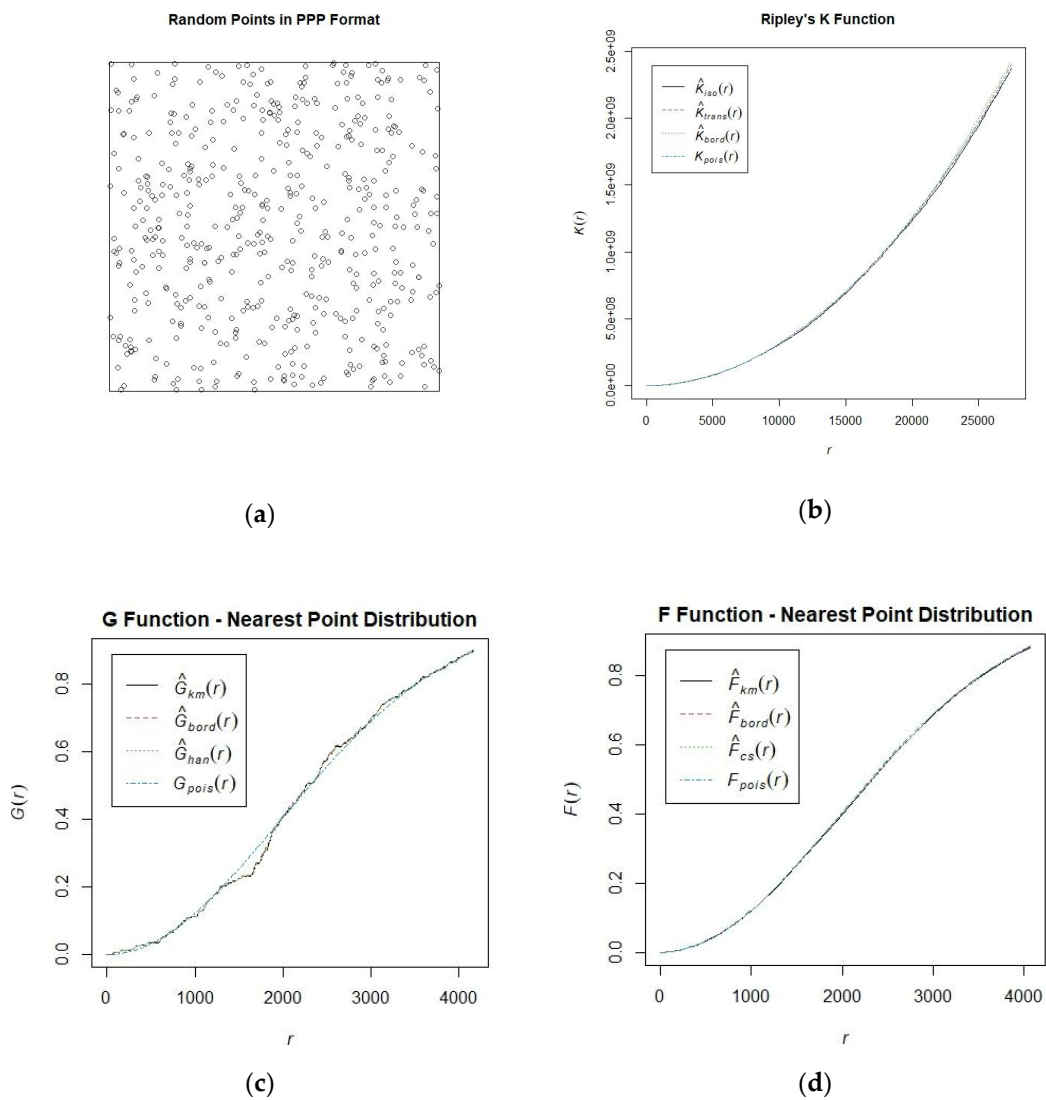 Random Points in PPP Format
(a)
Ripley's K Function
K̂iso(r)
K̂trans(r)
K̂bord(r)
Kpois(r)
K(r)
0.0e+00 5.0e+08 1.0e+09 1.5e+09 2.0e+09 2.5e+09
0 5000 10000 15000 20000 25000
r
(b)
G Function - Nearest Point Distribution
Ĝkm(r)
Ĝbord(r)
Ĝhan(r)
Gpois(r)
G(r)
0.0 0.2 0.4 0.6 0.8
0 1000 2000 3000 4000
r
(c)
F Function - Nearest Point Distribution
F̂km(r)
F̂bord(r)
F̂cs(r)
Fpois(r)
F(r)
0.0 0.2 0.4 0.6 0.8
0 1000 2000 3000 4000
r
(d)